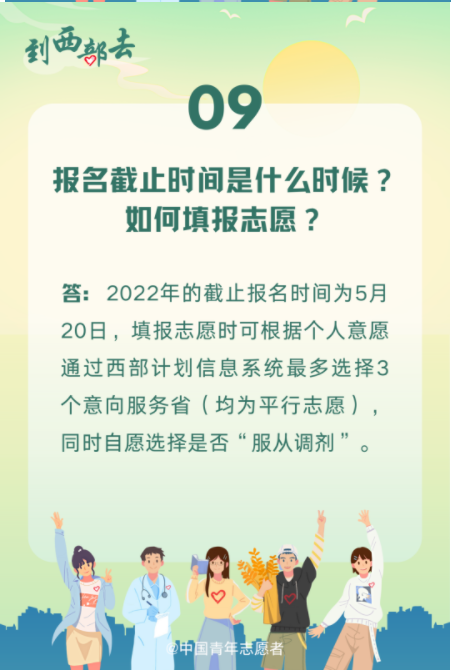 到西部去
09
报名截止时间是什么时候？
如何填报志愿？
答：2022年的截止报名时间为5月
20日，填报志愿时可根据个人意愿
通过西部计划信息系统最多选择3
个意向服务省（均为平行志愿），
同时自愿选择是否“服从调剂”。
@中国青年志愿者